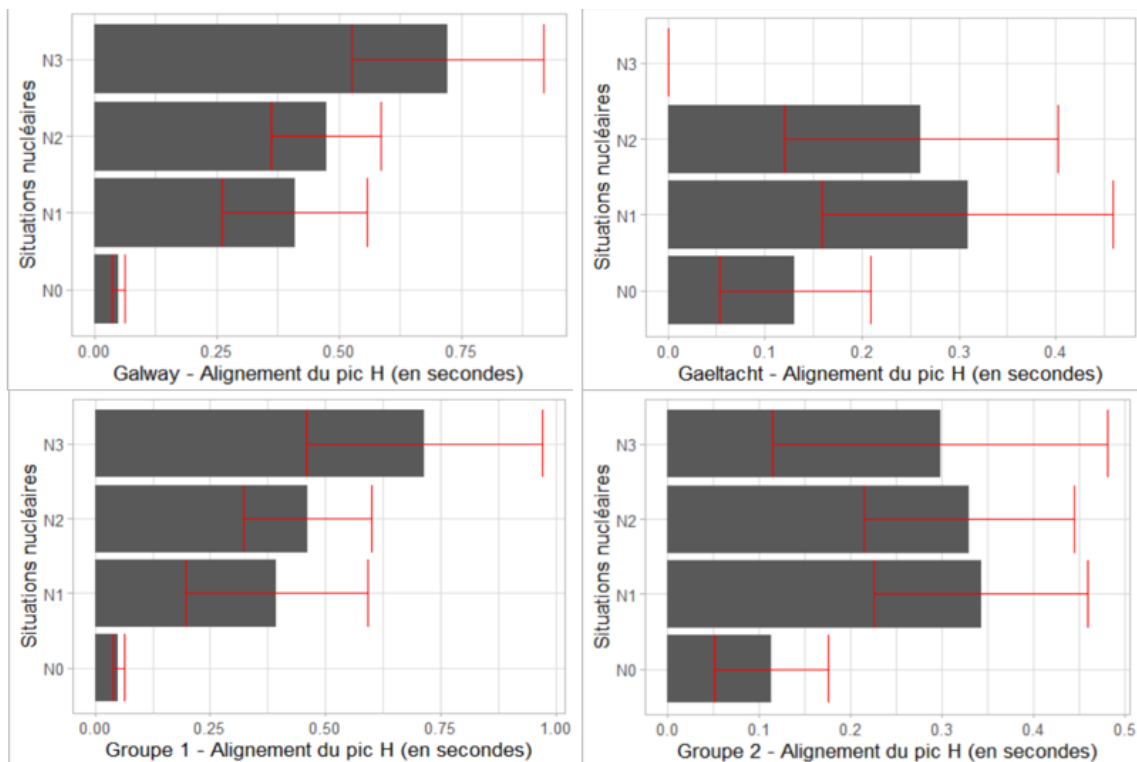 Situations nucléaires
N3
N2
N1
N0
0.00 0.25 0.50 0.75
Galway - Alignement du pic H (en secondes)
Situations nucléaires
N3
N2
N1
N0
0.0 0.1 0.2 0.3 0.4
Gaeltacht - Alignement du pic H (en secondes)
Situations nucléaires
N3
N2
N1
N0
0.00 0.25 0.50 0.75 1.00
Groupe 1 - Alignement du pic H (en secondes)
Situations nucléaires
N3
N2
N1
N0
0.0 0.1 0.2 0.3 0.4 0.5
Groupe 2 - Alignement du pic H (en secondes)